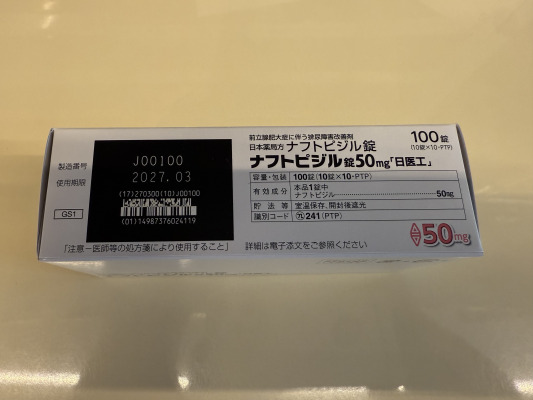 前立腺肥大症に伴う排尿障害改善剤
日本薬局方 ナフトピジル錠
100錠
(10錠×10-PTP)
ナフトピジル錠50mg「日医工」
製造番号
J00100
使用期限
2027.03
(17)270300(10)J00100
(01)14987376024119
GS1
容量・包装 100錠(10錠×10-PTP)
有効成分 本品1錠中
ナフトピジル 50mg
貯法等 室温保存、開封後遮光
識別コード 241(PTP)
「注意-医師等の処方箋により使用すること」
詳細は電子添文をご参照ください
50mg